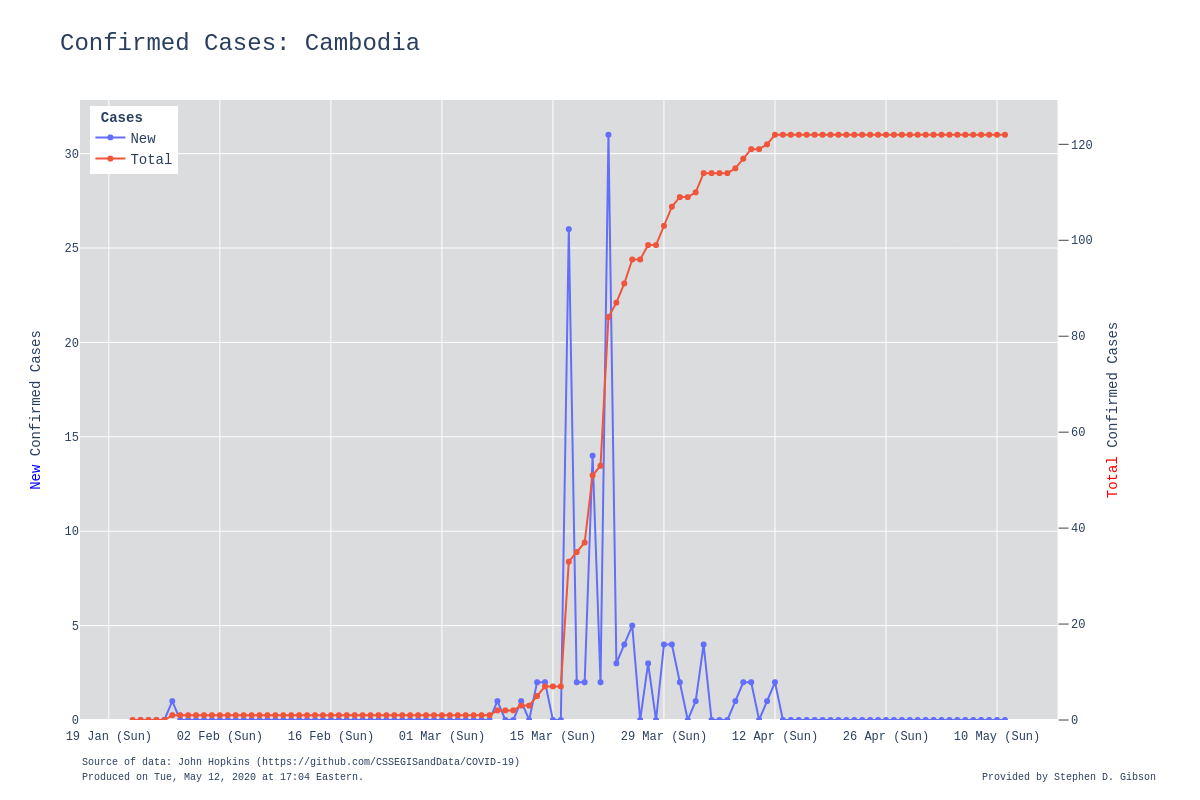 Confirmed Cases: Cambodia
Cases
New
Total
30
25
20
15
10
5
0
New Confirmed Cases
120
100
80
60
40
20
0
Total Confirmed Cases
19 Jan (Sun) 02 Feb (Sun) 16 Feb (Sun) 01 Mar (Sun) 15 Mar (Sun) 29 Mar (Sun) 12 Apr (Sun) 26 Apr (Sun) 10 May (Sun)
Source of data: John Hopkins (https://github.com/CSSEGISandData/COVID-19)
Produced on Tue, May 12, 2020 at 17:04 Eastern.
Provided by Stephen D. Gibson